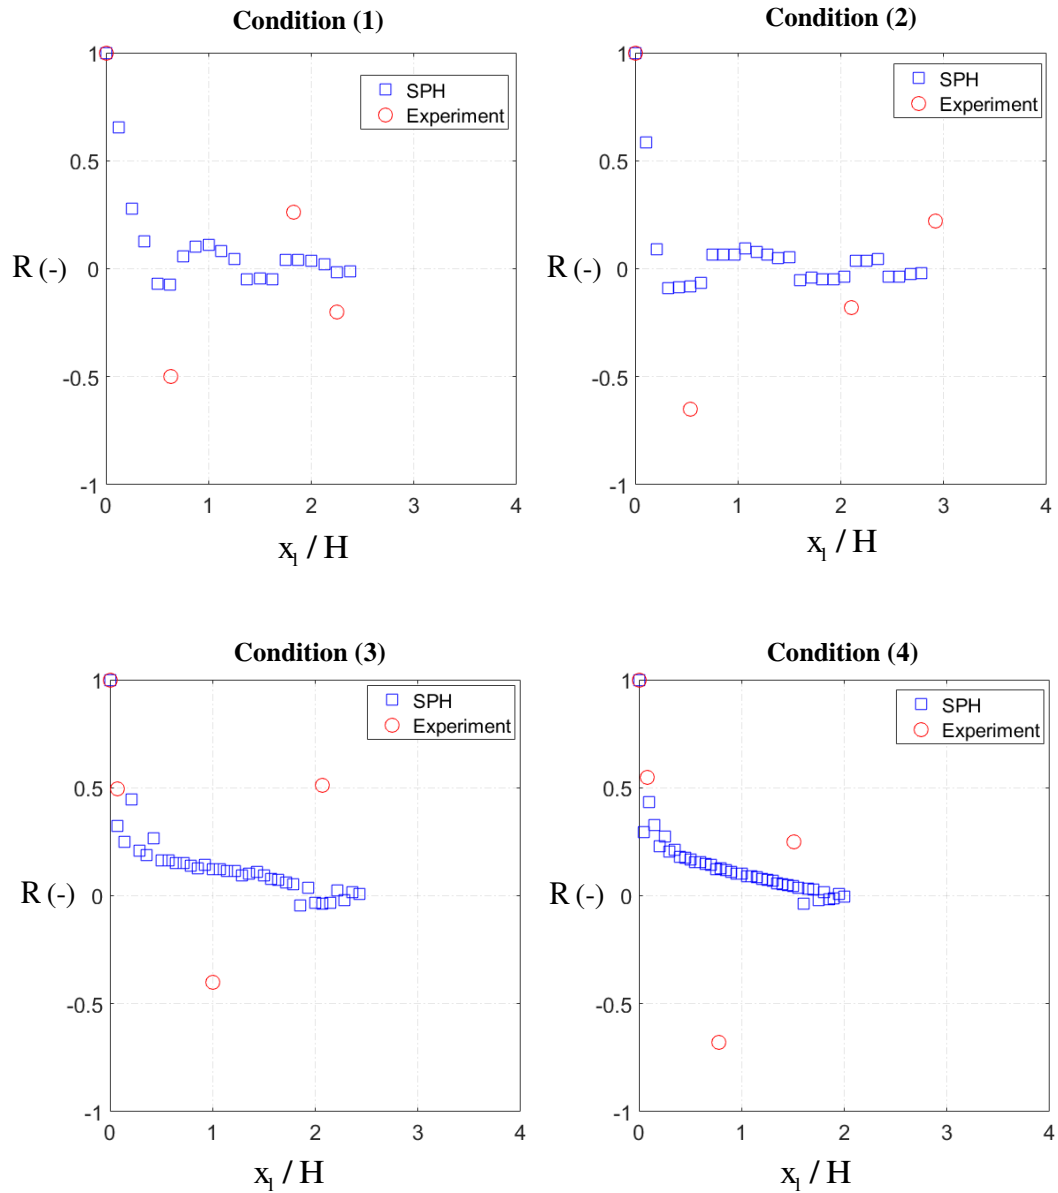 Condition (1)
1
0.5
0
-0.5
-1
R (-)
SPH
Experiment
0 1 2 3 4
x_l / H
Condition (2)
1
0.5
0
-0.5
-1
R (-)
SPH
Experiment
0 1 2 3 4
x_l / H
Condition (3)
1
0.5
0
-0.5
-1
R (-)
SPH
Experiment
0 1 2 3 4
x_l / H
Condition (4)
1
0.5
0
-0.5
-1
R (-)
SPH
Experiment
0 1 2 3 4
x_l / H